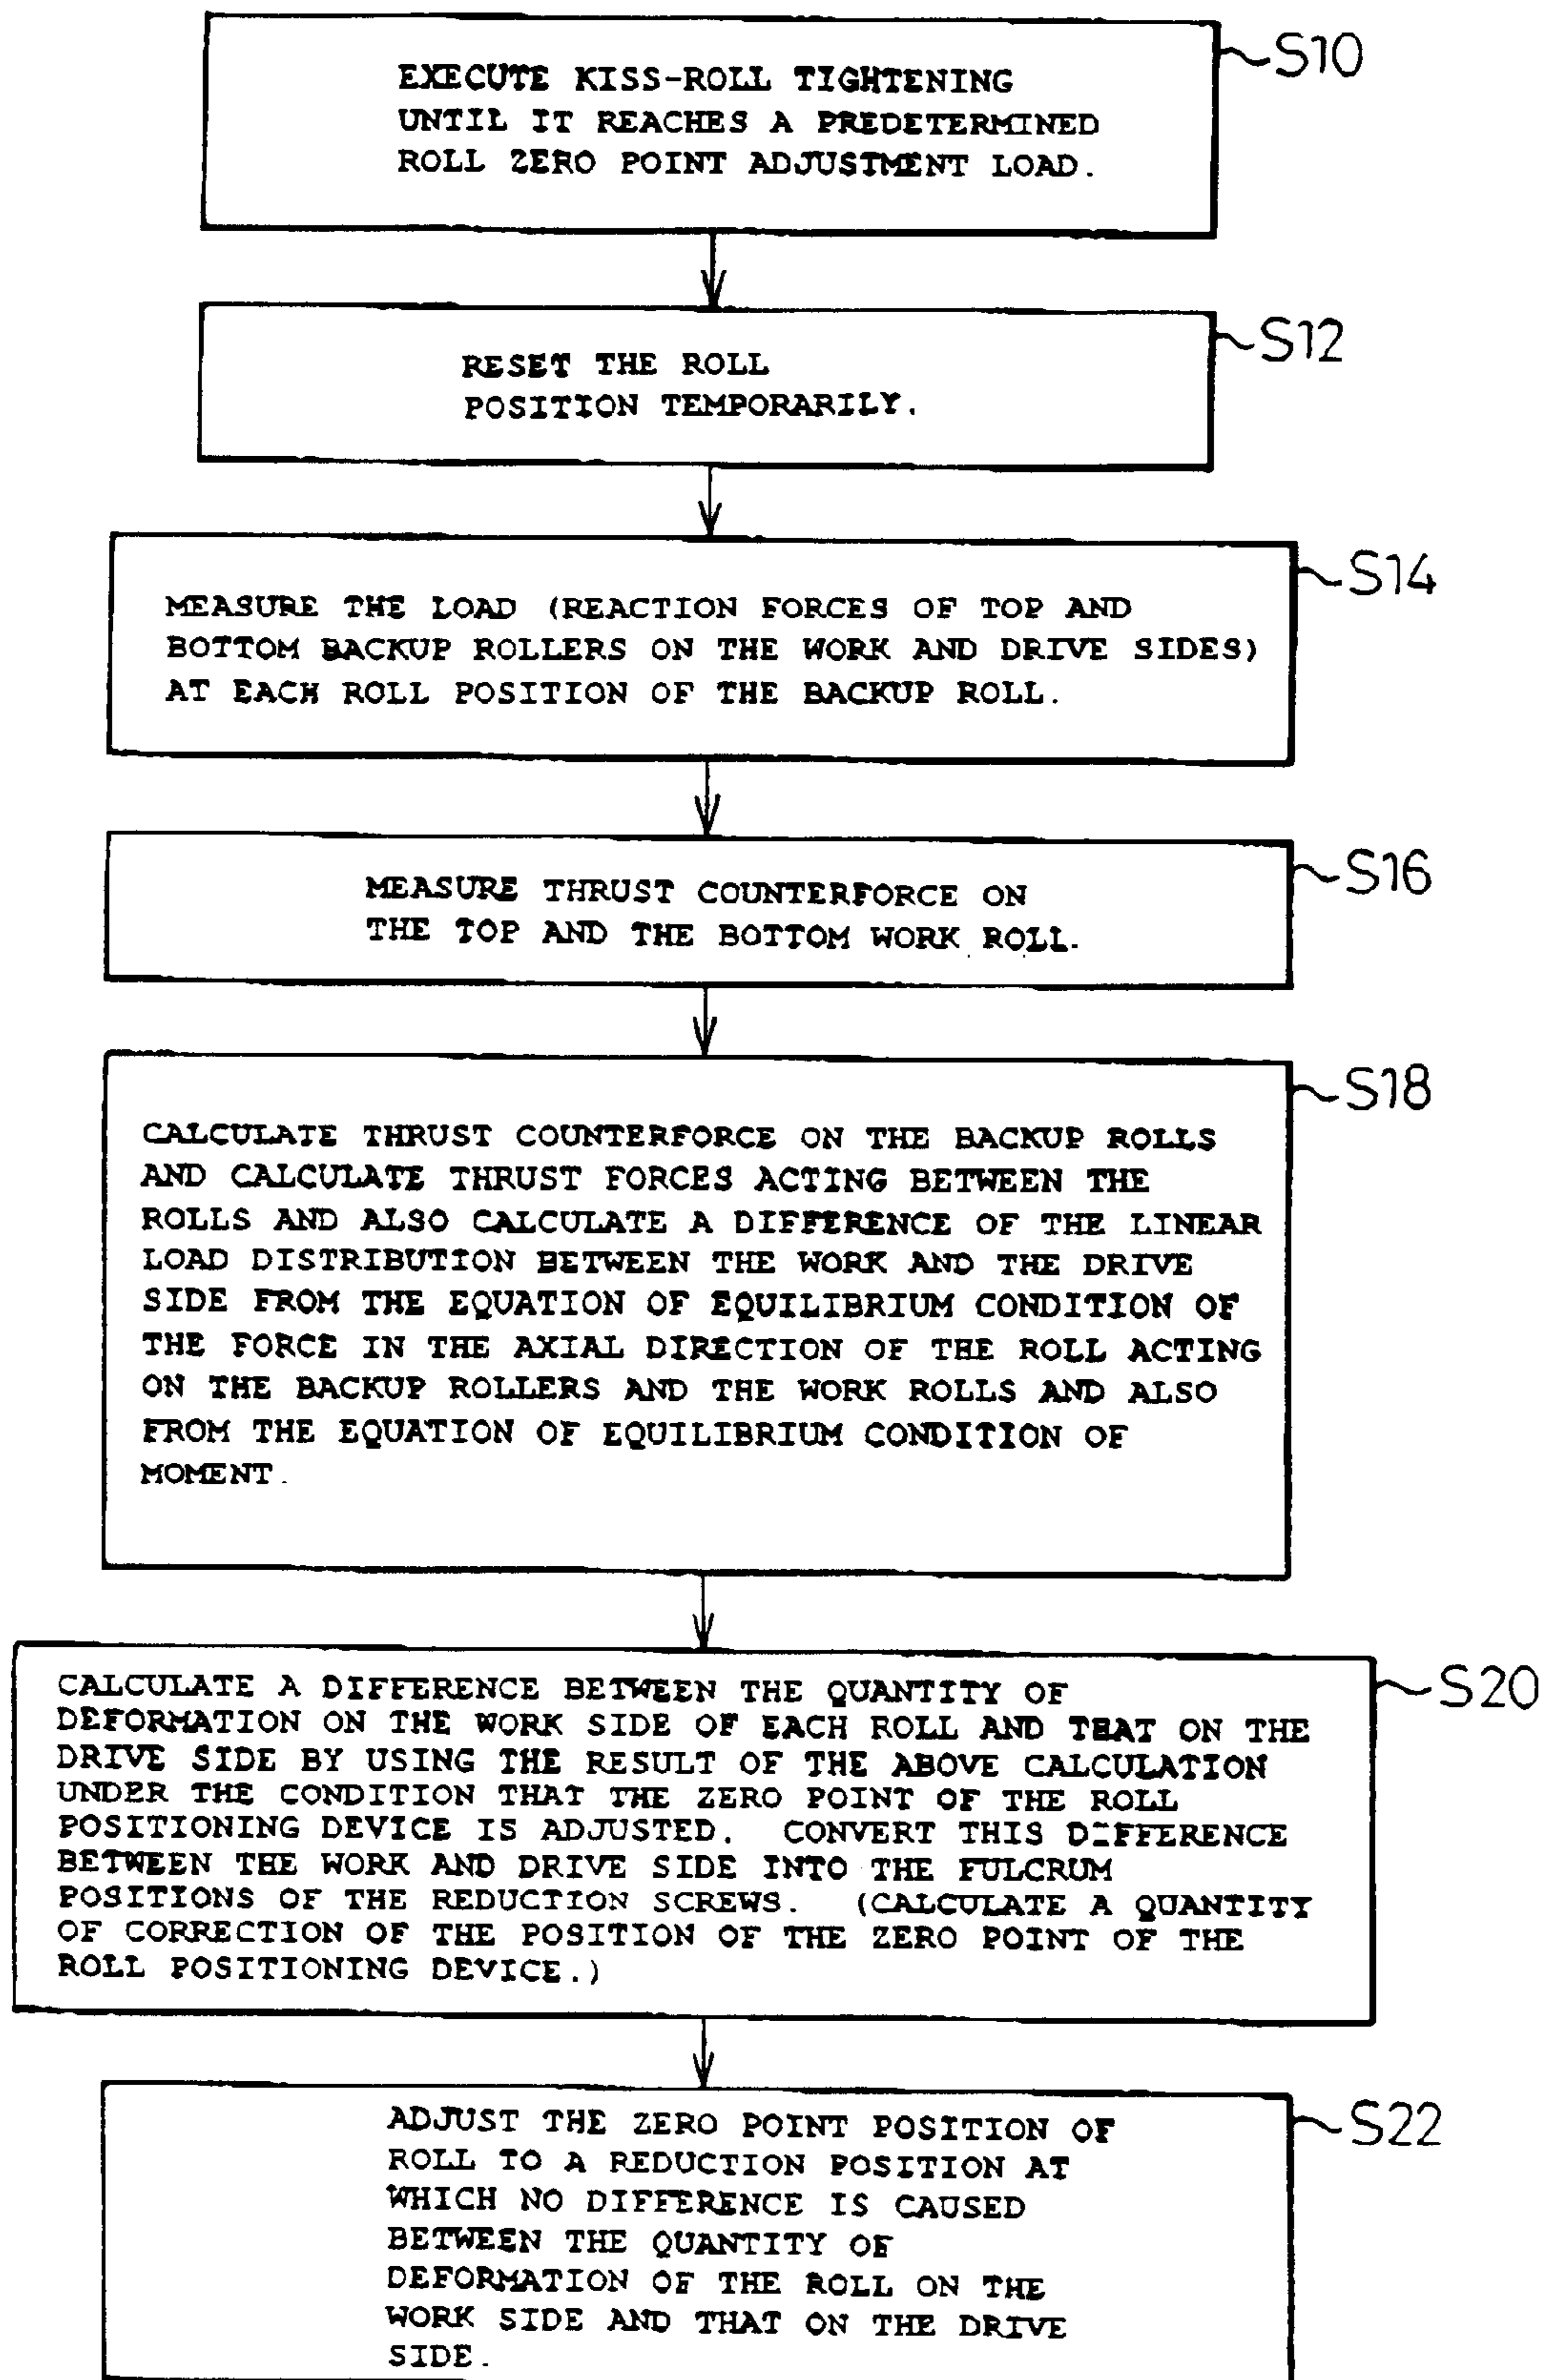 EXECUTE KISS-ROLL TIGHTENING
UNTIL IT REACHES A PREDETERMINED
ROLL ZERO POINT ADJUSTMENT LOAD.
S10
RESET THE ROLL
POSITION TEMPORARILY.
S12
MEASURE THE LOAD (REACTION FORCES OF TOP AND
BOTTOM BACKUP ROLLERS ON THE WORK AND DRIVE SIDES)
AT EACH ROLL POSITION OF THE BACKUP ROLL.
S14
MEASURE THRUST COUNTERFORCE ON
THE TOP AND THE BOTTOM WORK ROLL.
S16
CALCULATE THRUST COUNTERFORCE ON THE BACKUP ROLLS
AND CALCULATE THRUST FORCES ACTING BETWEEN THE
ROLLS AND ALSO CALCULATE A DIFFERENCE OF THE LINEAR
LOAD DISTRIBUTION BETWEEN THE WORK AND THE DRIVE
SIDE FROM THE EQUATION OF EQUILIBRIUM CONDITION OF
THE FORCE IN THE AXIAL DIRECTION OF THE ROLL ACTING
ON THE BACKUP ROLLERS AND THE WORK ROLLS AND ALSO
FROM THE EQUATION OF EQUILIBRIUM CONDITION OF
MOMENT.
S18
CALCULATE A DIFFERENCE BETWEEN THE QUANTITY OF
DEFORMATION ON THE WORK SIDE OF EACH ROLL AND THAT ON THE
DRIVE SIDE BY USING THE RESULT OF THE ABOVE CALCULATION
UNDER THE CONDITION THAT THE ZERO POINT OF THE ROLL
POSITIONING DEVICE IS ADJUSTED. CONVERT THIS DIFFERENCE
BETWEEN THE WORK AND DRIVE SIDE INTO THE FULCRUM
POSITIONS OF THE REDUCTION SCREWS. (CALCULATE A QUANTITY
OF CORRECTION OF THE POSITION OF THE ZERO POINT OF THE
ROLL POSITIONING DEVICE.)
S20
ADJUST THE ZERO POINT POSITION OF
ROLL TO A REDUCTION POSITION AT
WHICH NO DIFFERENCE IS CAUSED
BETWEEN THE QUANTITY OF
DEFORMATION OF THE ROLL ON THE
WORK SIDE AND THAT ON THE DRIVE
SIDE.
S22